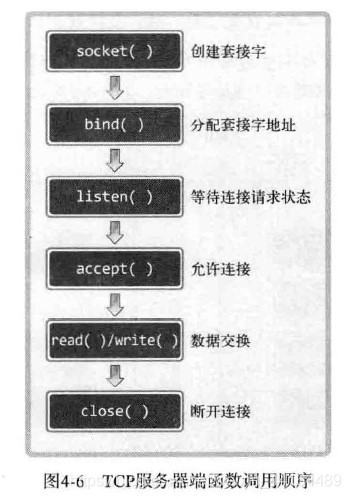 socket( ) 创建套接字
bind( ) 分配套接字地址
listen( ) 等待连接请求状态
accept( ) 允许连接
read( )/write( ) 数据交换
close( ) 断开连接
图4-6 TCP服务器端函数调用顺序